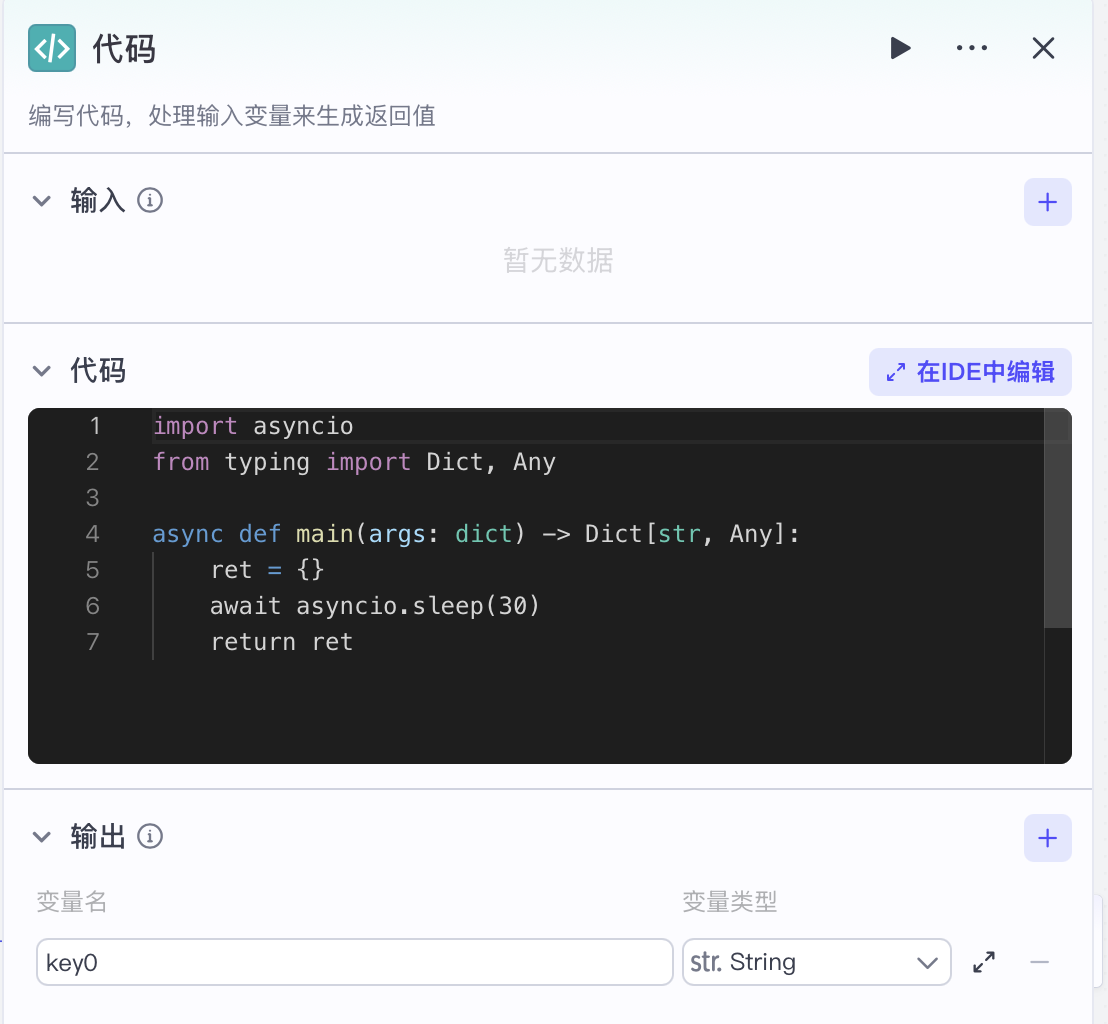 代码
编写代码，处理输入变量来生成返回值
输入
暂无数据
代码
在IDE中编辑
1 import asyncio
2 from typing import Dict, Any
3
4 async def main(args: dict) -> Dict[str, Any]:
5     ret = {}
6     await asyncio.sleep(30)
7     return ret
输出
变量名 变量类型
key0 str. String